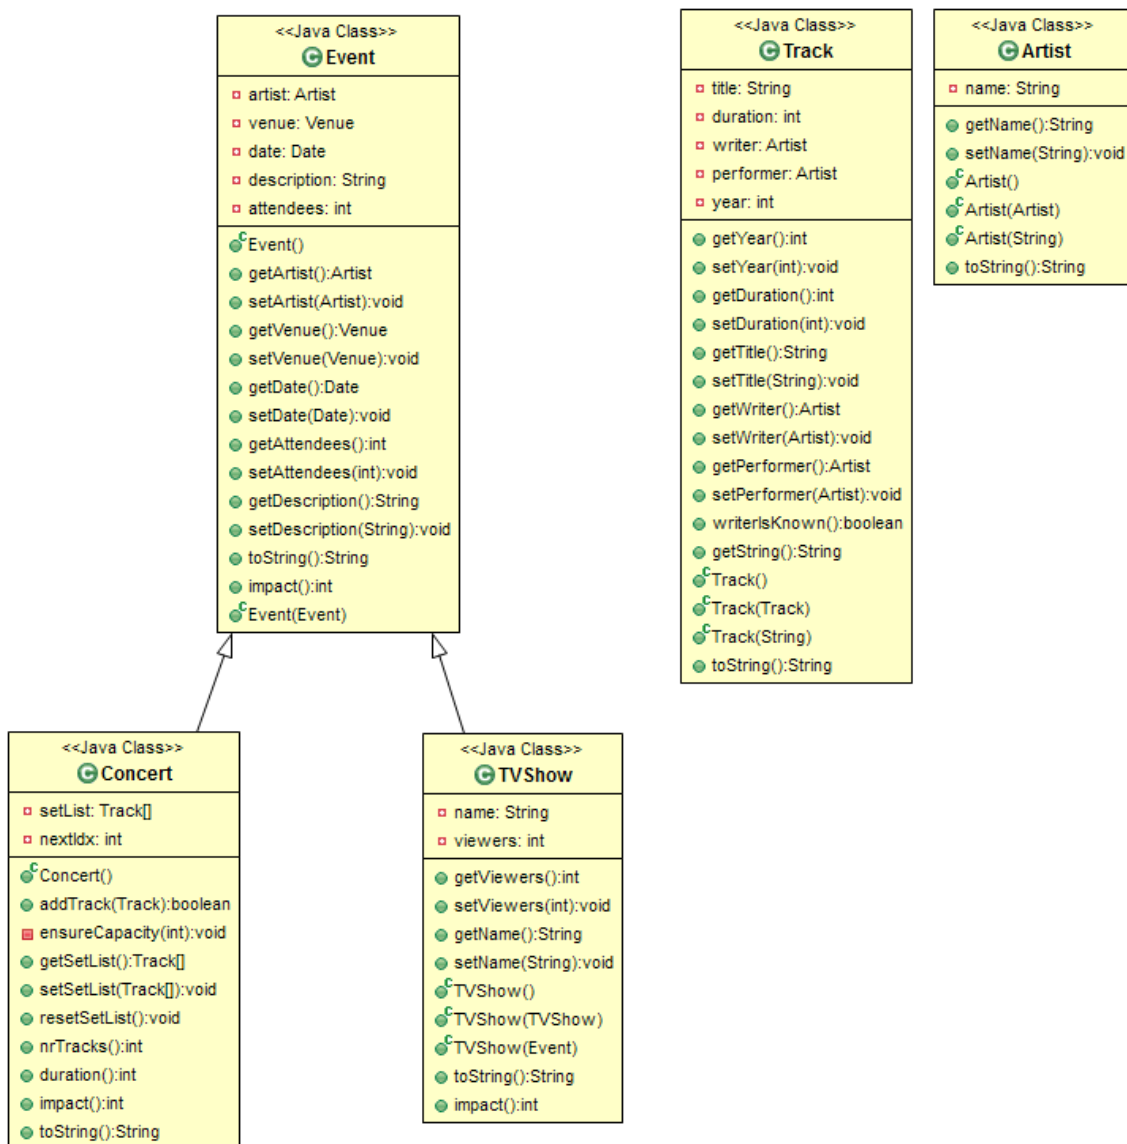 <<Java Class>>
Event
artist: Artist
venue: Venue
date: Date
description: String
attendees: int
Event()
getArtist():Artist
setArtist(Artist):void
getVenue():Venue
setVenue(Venue):void
getDate():Date
setDate(Date):void
getAttendees():int
setAttendees(int):void
getDescription():String
setDescription(String):void
toString():String
impact():int
Event(Event)
<<Java Class>>
Track
title: String
duration: int
writer: Artist
performer: Artist
year: int
getYear():int
setYear(int):void
getDuration():int
setDuration(int):void
getTitle():String
setTitle(String):void
getWriter():Artist
setWriter(Artist):void
getPerformer():Artist
setPerformer(Artist):void
writerIsKnown():boolean
getString():String
Track()
Track(Track)
Track(String)
toString():String
<<Java Class>>
Artist
name: String
getName():String
setName(String):void
Artist()
Artist(Artist)
Artist(String)
toString():String
<<Java Class>>
Concert
setList: Track[]
nextIdx: int
Concert()
addTrack(Track):boolean
ensureCapacity(int):void
getSetList():Track[]
setSetList(Track[]):void
resetSetList():void
nrTracks():int
duration():int
impact():int
toString():String
<<Java Class>>
TVShow
name: String
viewers: int
getViewers():int
setViewers(int):void
getName():String
setName(String):void
TVShow()
TVShow(TVShow)
TVShow(Event)
toString():String
impact():int